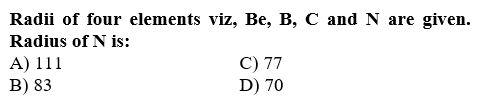 Radii of four elements viz, Be, B, C and N are given.
Radius of N is:
A) 111 C) 77
B) 83 D) 70